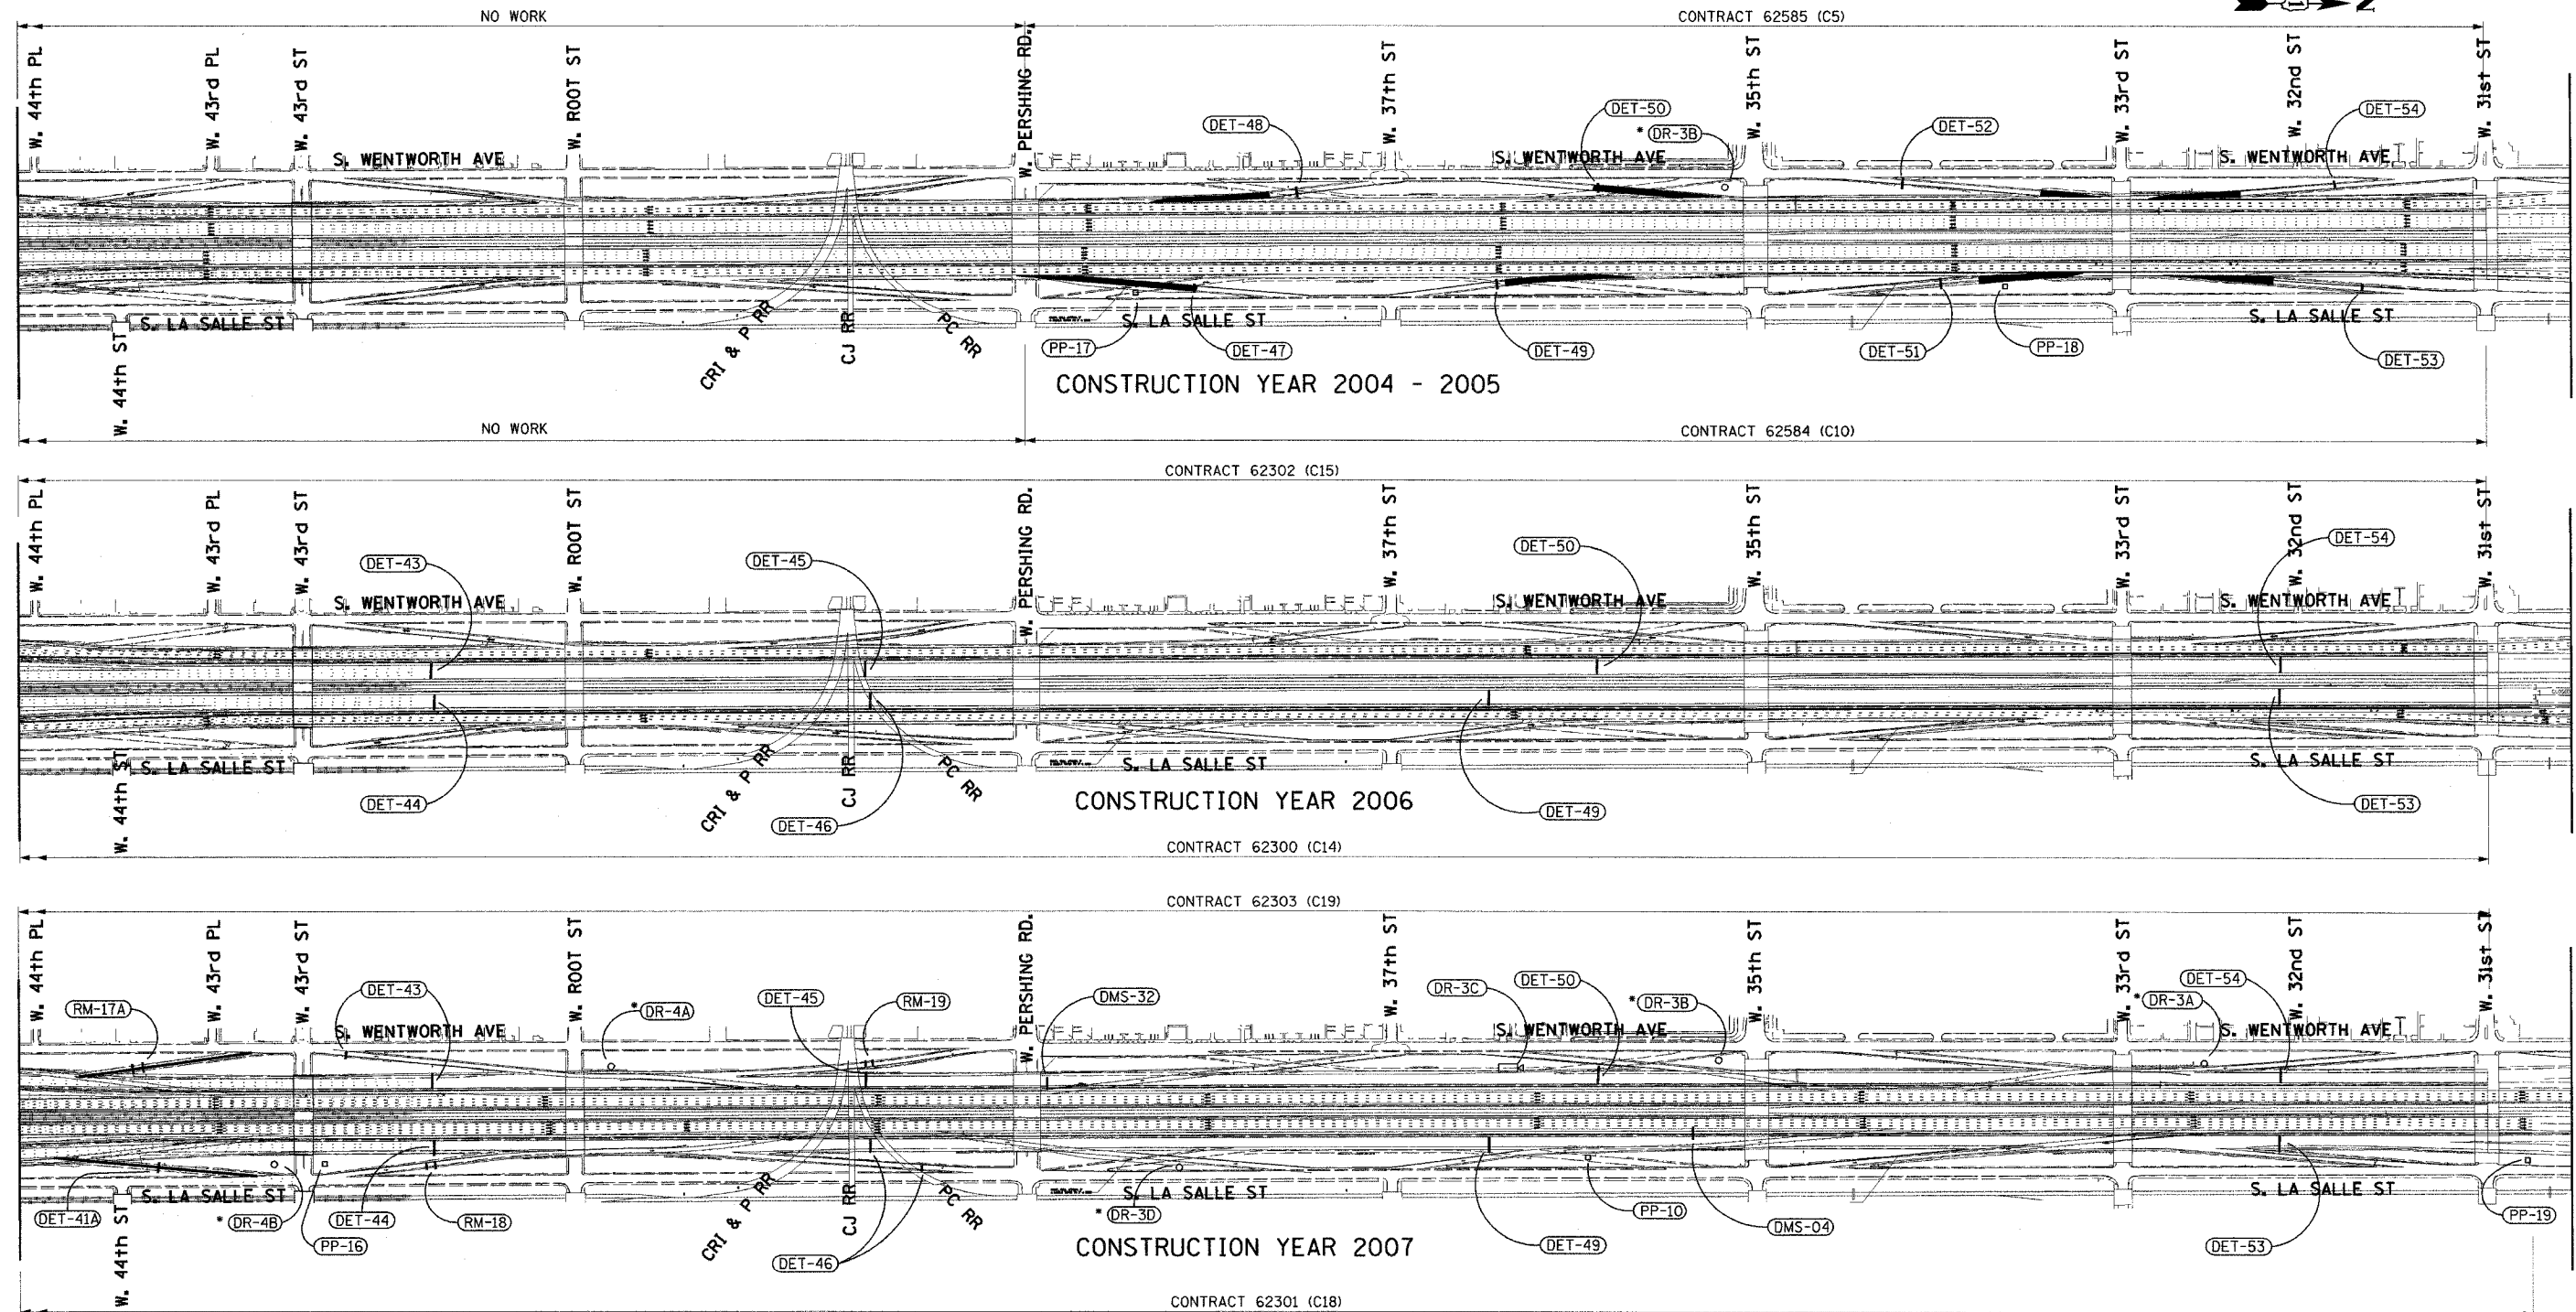 NO WORK
CONTRACT 62585 (C5)
N
W. 44th PL
W. 43rd PL
W. 43rd ST
W. ROOT ST
W. PERSHING RD.
W. 37th ST
W. 35th ST
W. 33rd ST
W. 32nd ST
W. 31st ST
DET-48
DET-50
* DR-3B
DET-52
DET-54
S. WENTWORTH AVE
S. WENTWORTH AVE
S. WENTWORTH AVE
S. LA SALLE ST
S. LA SALLE ST
S. LA SALLE ST
W. 44th ST
CRI & P RR
CJ RR
PC RR
PP-17
DET-47
DET-49
DET-51
PP-18
DET-53
CONSTRUCTION YEAR 2004 - 2005
NO WORK
CONTRACT 62584 (C10)
CONTRACT 62302 (C15)
W. 44th PL
W. 43rd PL
W. 43rd ST
W. ROOT ST
W. PERSHING RD.
W. 37th ST
W. 35th ST
W. 33rd ST
W. 32nd ST
W. 31st ST
DET-43
DET-45
DET-50
DET-54
S. WENTWORTH AVE
S. WENTWORTH AVE
S. WENTWORTH AVE
S. LA SALLE ST
S. LA SALLE ST
S. LA SALLE ST
W. 44th ST
CRI & P RR
CJ RR
PC RR
DET-44
DET-46
DET-49
DET-53
CONSTRUCTION YEAR 2006
CONTRACT 62300 (C14)
CONTRACT 62303 (C19)
W. 44th PL
W. 43rd PL
W. 43rd ST
W. ROOT ST
W. PERSHING RD.
W. 37th ST
W. 35th ST
W. 33rd ST
W. 32nd ST
W. 31st ST
RM-17A
DET-43
* DR-4A
DET-45
RM-19
DMS-32
DR-3C
DET-50
* DR-3B
* DR-3A
DET-54
S. WENTWORTH AVE
S. WENTWORTH AVE
S. WENTWORTH AVE
S. LA SALLE ST
S. LA SALLE ST
S. LA SALLE ST
W. 44th ST
CRI & P RR
CJ RR
PC RR
DET-41A
* DR-4B
PP-16
DET-44
RM-18
DET-46
* DR-3D
DET-49
PP-10
DMS-04
DET-53
PP-19
CONSTRUCTION YEAR 2007
CONTRACT 62301 (C18)